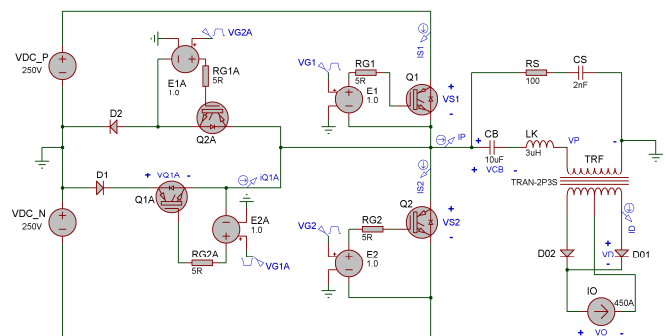 VDC_P
250V
VG2A
E1A
1.0
RG1A
5R
Q2A
D2
VG1
RG1
5R
E1
1.0
IS1
Q1
+
VS1
-
RS
100
CS
2nF
IP
CB
10uF
+ VCB -
LK
3uH
VP
-
TRF
TRAN-2P3S
D1
+ VQ1A -
Q1A
iQ1A
VDC_N
250V
E2A
1.0
RG2A
5R
VG1A
VG2
RG2
5R
E2
1.0
IS2
Q2
+
VS2
-
ID
D02
+
VD
-
D01
IO
450A
+ VO -